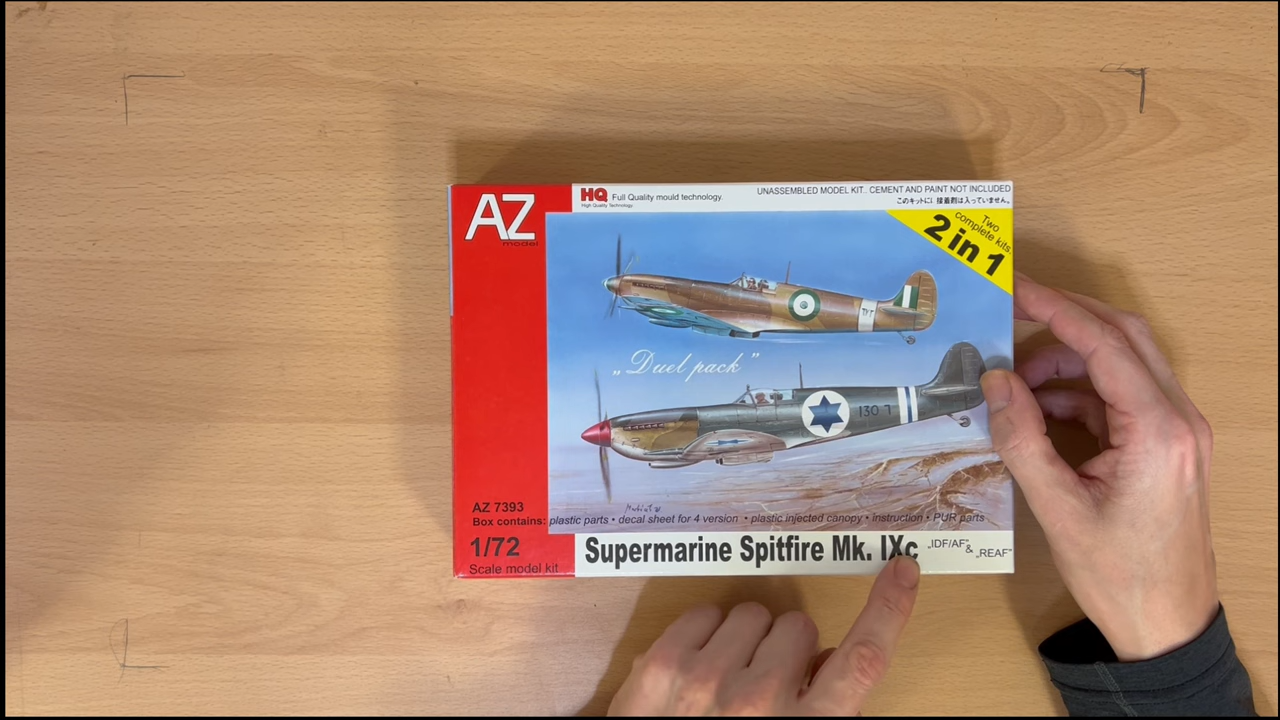 AZ
model
HQ Full Quality mould technology.
High Quality Technology.
UNASSEMBLED MODEL KIT. CEMENT AND PAINT NOT INCLUDED
このキットに接着剤は入っていません。
Two
complete kits.
2 in 1
„Duel pack”
130
AZ 7393
Box contains: plastic parts • decal sheet for 4 version • plastic injected canopy • instruction • PUR parts
1/72
Scale model kit
Supermarine Spitfire Mk. IXc „IDF/AF” & „REAF”